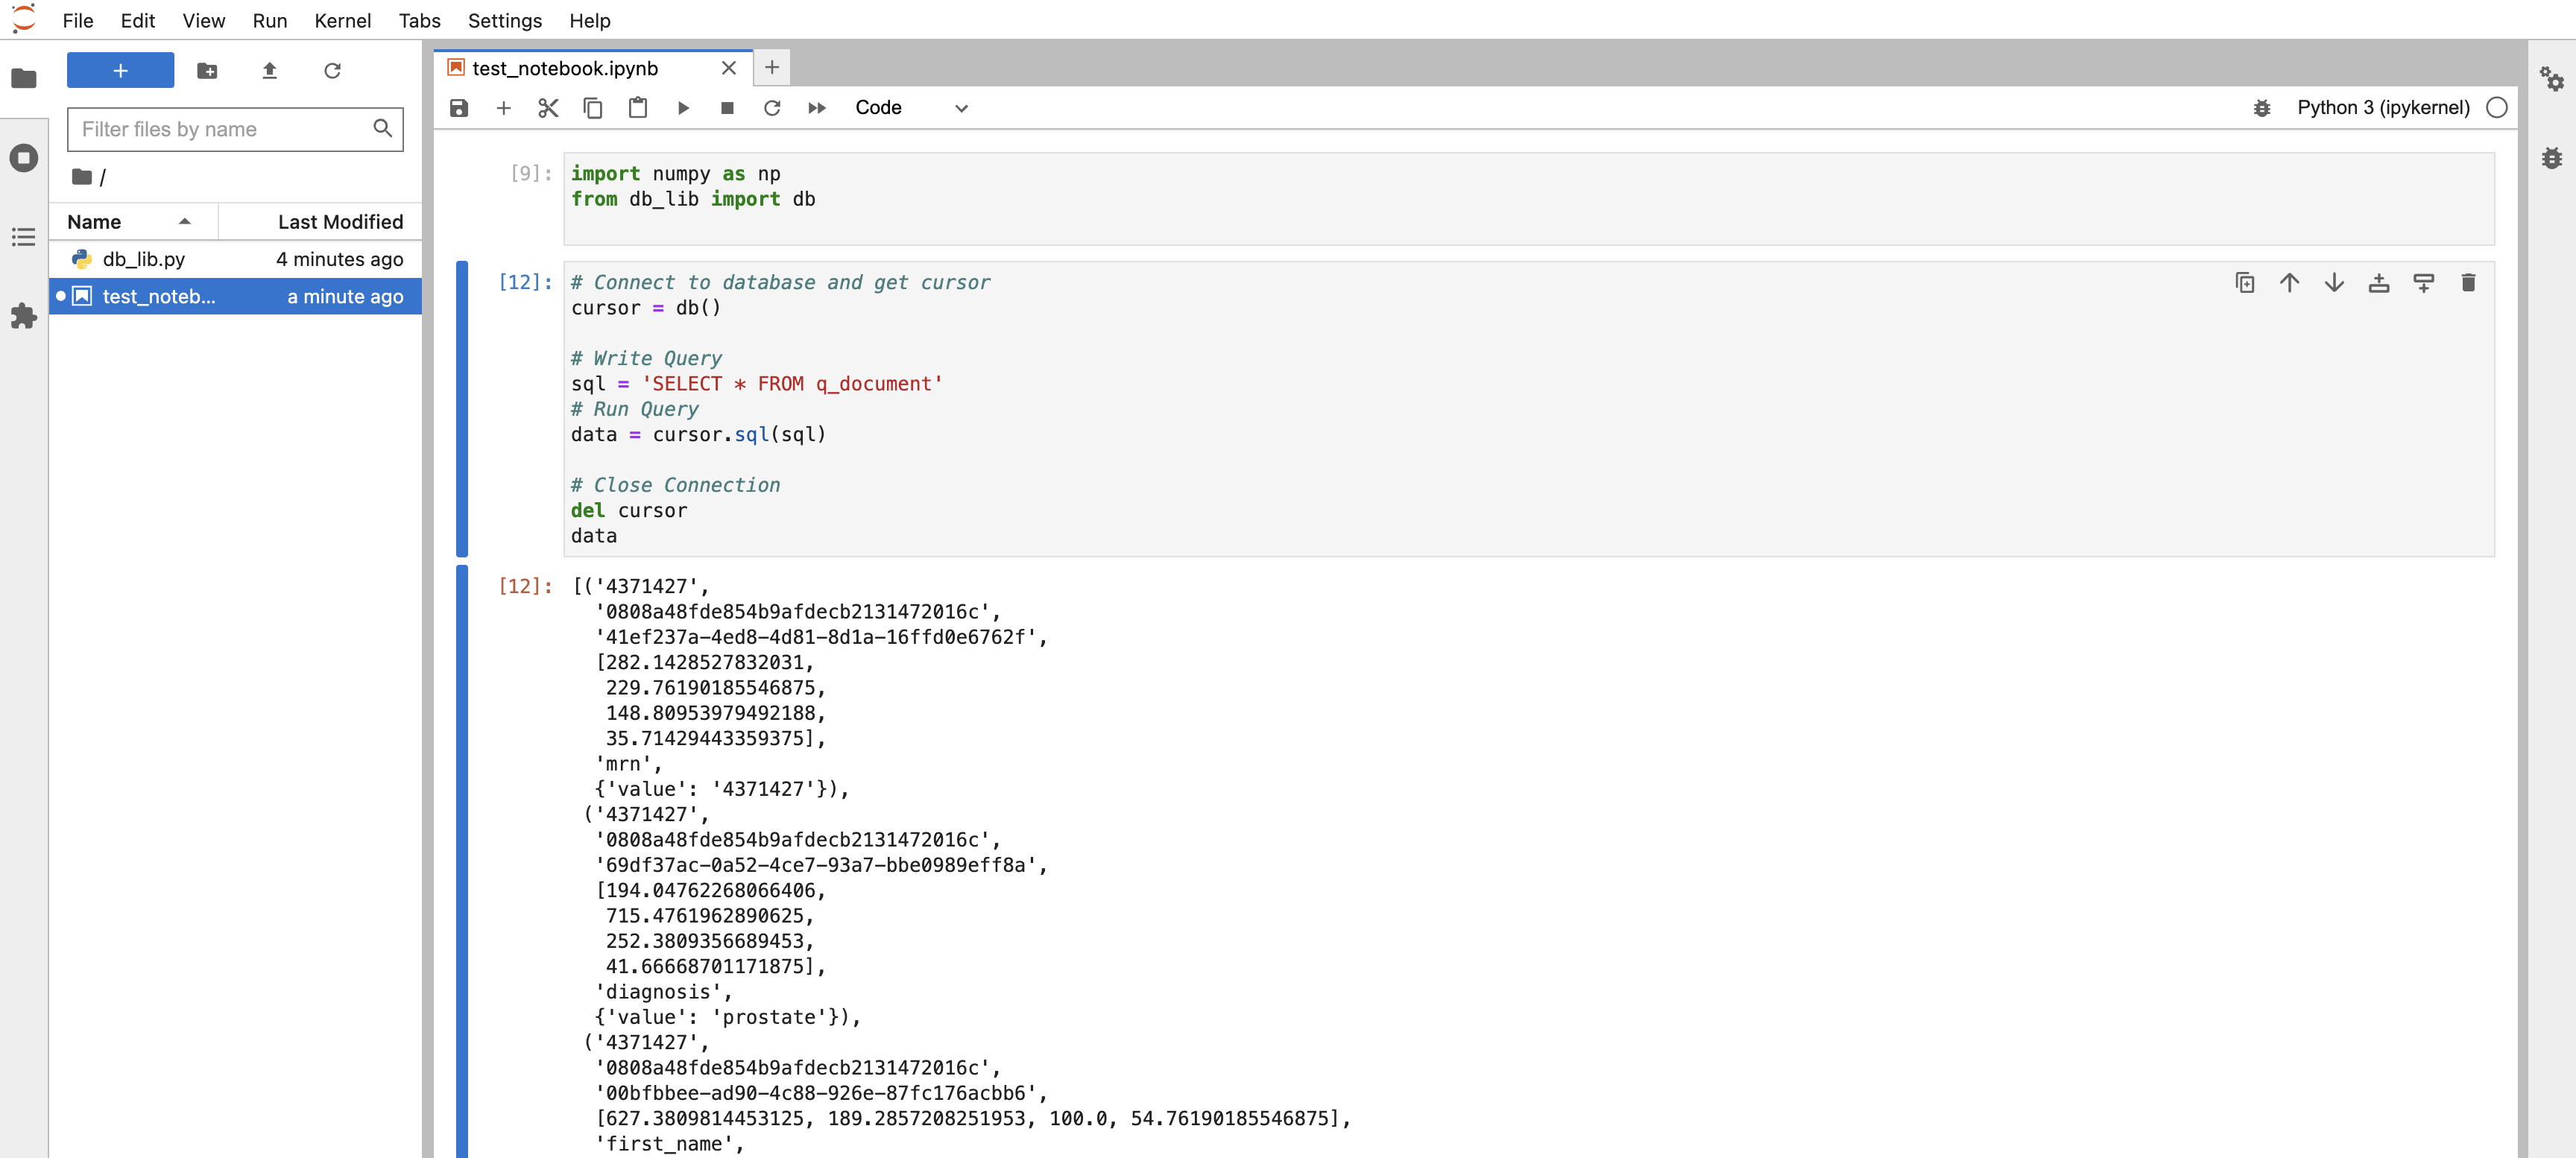 File Edit View Run Kernel Tabs Settings Help
Filter files by name
/
Name Last Modified
db_lib.py 4 minutes ago
test_noteb... a minute ago
test_notebook.ipynb
Code
Python 3 (ipykernel)
[9]: import numpy as np
from db_lib import db
[12]: # Connect to database and get cursor
cursor = db()
# Write Query
sql = 'SELECT * FROM q_document'
# Run Query
data = cursor.sql(sql)
# Close Connection
del cursor
data
[12]: [('4371427',
'0808a48fde854b9afdecb2131472016c',
'41ef237a-4ed8-4d81-8d1a-16ffd0e6762f',
[282.1428527832031,
229.76190185546875,
148.80953979492188,
35.71429443359375],
'mrn',
{'value': '4371427'}),
('4371427',
'0808a48fde854b9afdecb2131472016c',
'69df37ac-0a52-4ce7-93a7-bbe0989eff8a',
[194.04762268066406,
715.4761962890625,
252.3809356689453,
41.66668701171875],
'diagnosis',
{'value': 'prostate'}),
('4371427',
'0808a48fde854b9afdecb2131472016c',
'00bfbbee-ad90-4c88-926e-87fc176acbb6',
[627.3809814453125, 189.2857208251953, 100.0, 54.76190185546875],
'first_name',